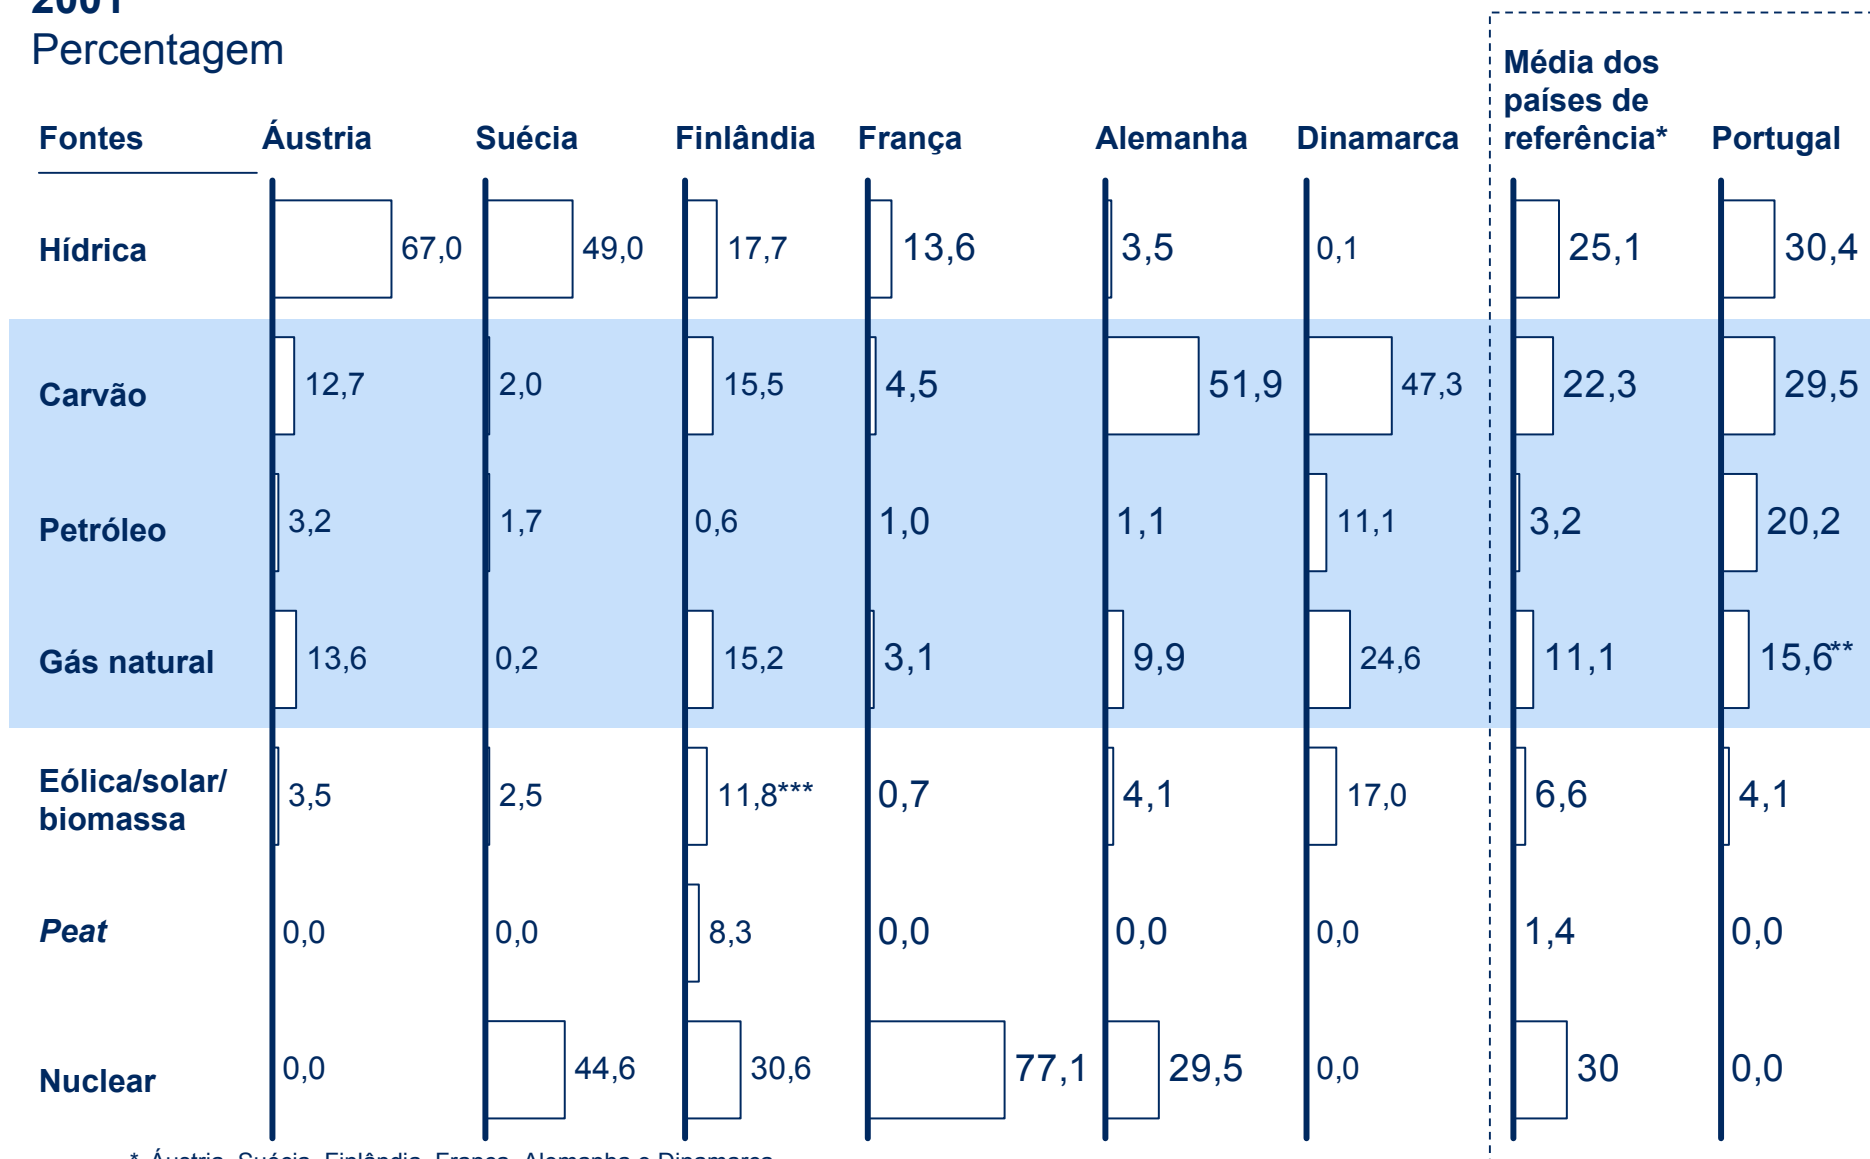 2001
Percentagem
Média dos
países de
referência*
Fontes Áustria Suécia Finlândia França Alemanha Dinamarca Portugal
Hídrica 67,0 49,0 17,7 13,6 3,5 0,1 25,1 30,4
Carvão 12,7 2,0 15,5 4,5 51,9 47,3 22,3 29,5
Petróleo 3,2 1,7 0,6 1,0 1,1 11,1 3,2 20,2
Gás natural 13,6 0,2 15,2 3,1 9,9 24,6 11,1 15,6**
Eólica/solar/
biomassa 3,5 2,5 11,8*** 0,7 4,1 17,0 6,6 4,1
Peat 0,0 0,0 8,3 0,0 0,0 0,0 1,4 0,0
Nuclear 0,0 44,6 30,6 77,1 29,5 0,0 30 0,0
* Áustria, Suécia, Finlândia, França, Alemanha e Dinamarca